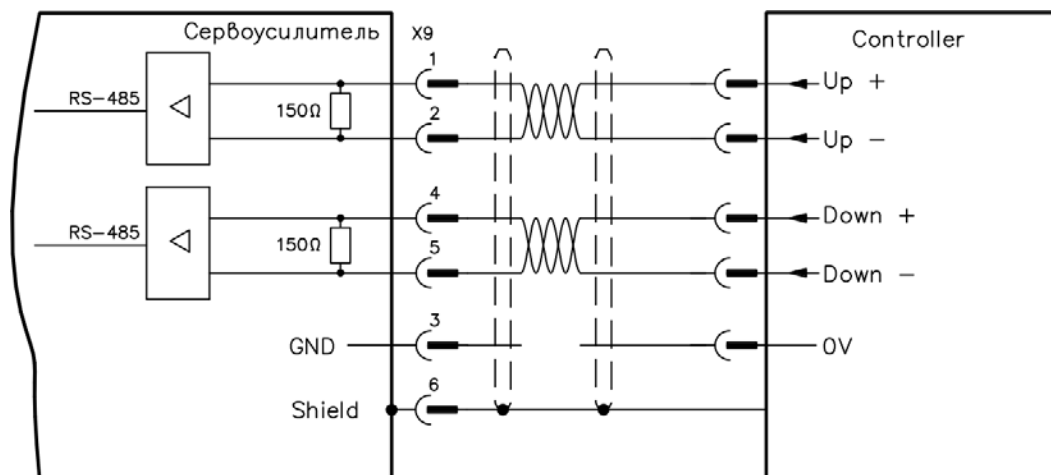 Сервоусилитель X9 Controller
1
RS-485 150Ω Up +
2
Up -
4
RS-485 150Ω Down +
5
Down -
3
GND 0V
6
Shield